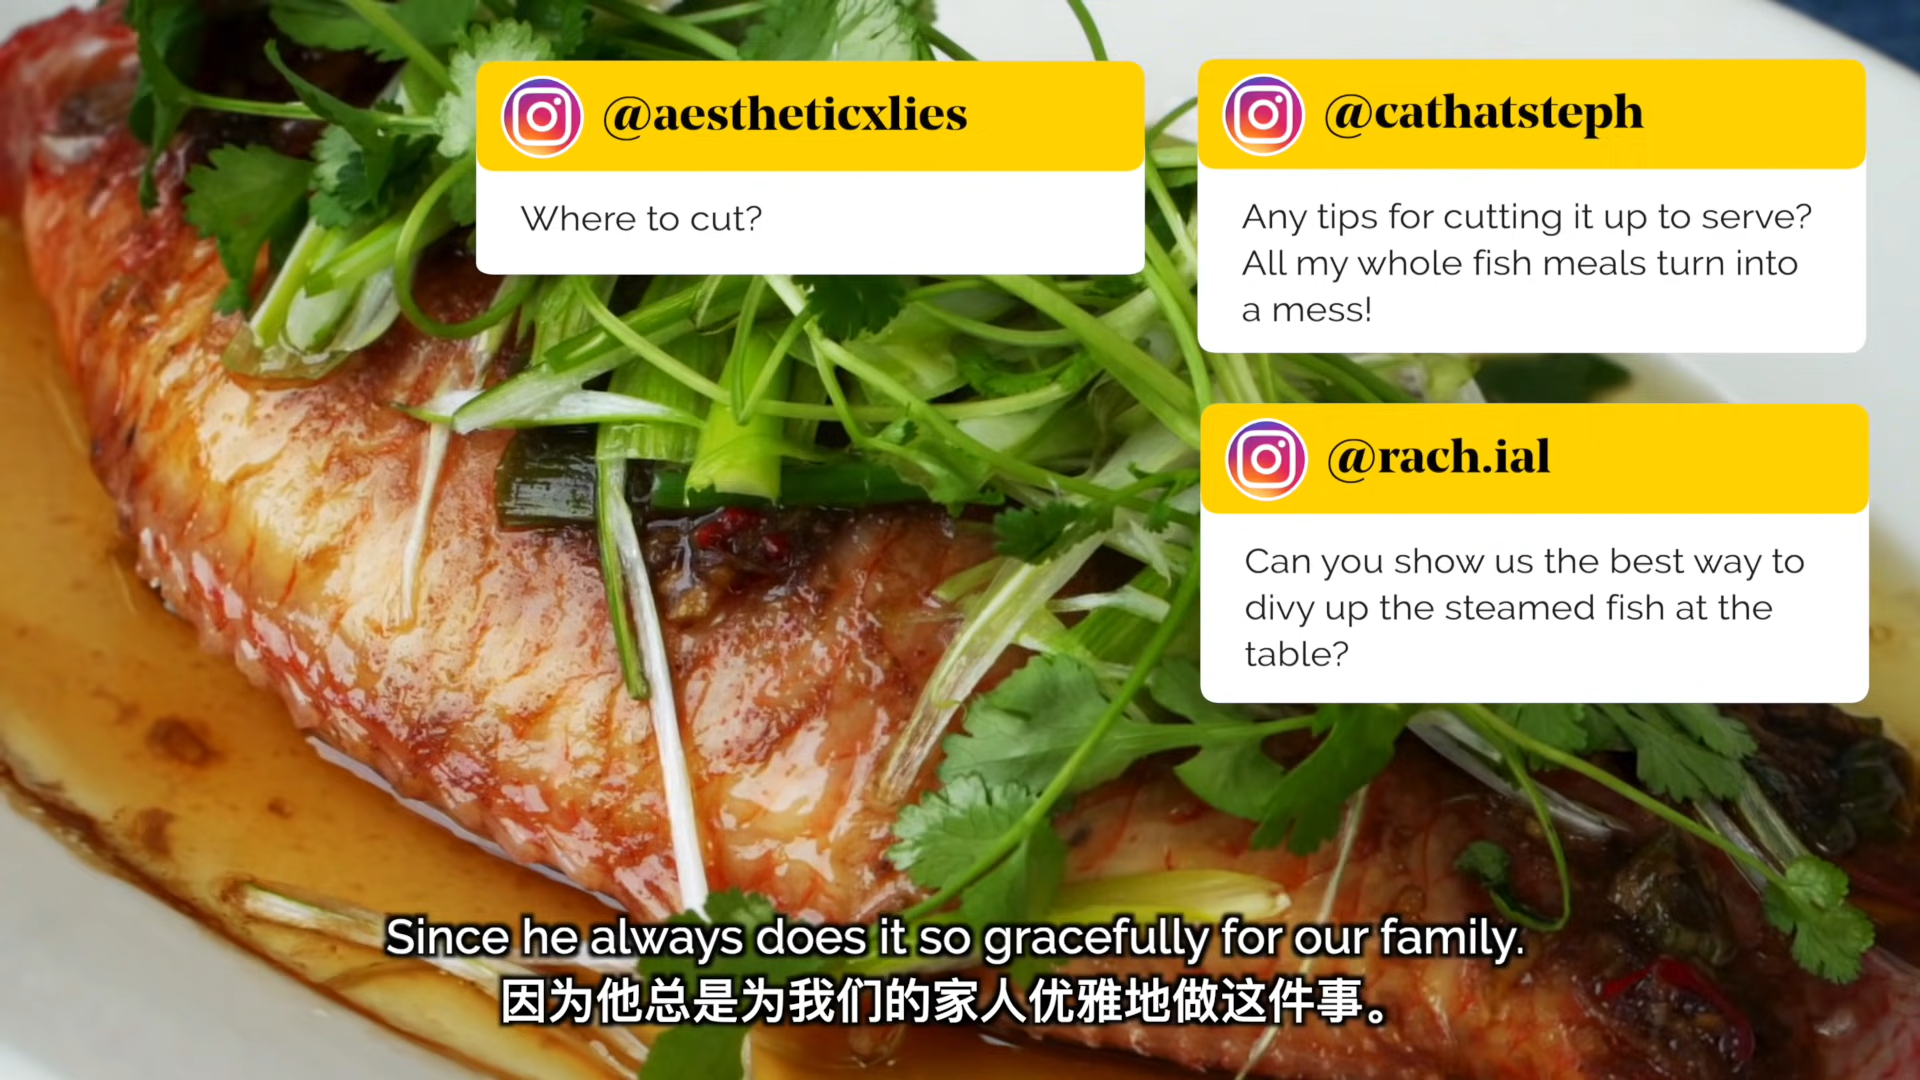 @aestheticxlies
Where to cut?
@cathatsteph
Any tips for cutting it up to serve?
All my whole fish meals turn into
a mess!
@rach.ial
Can you show us the best way to
divy up the steamed fish at the
table?
Since he always does it so gracefully for our family.
因为他总是为我们的家人优雅地做这件事。